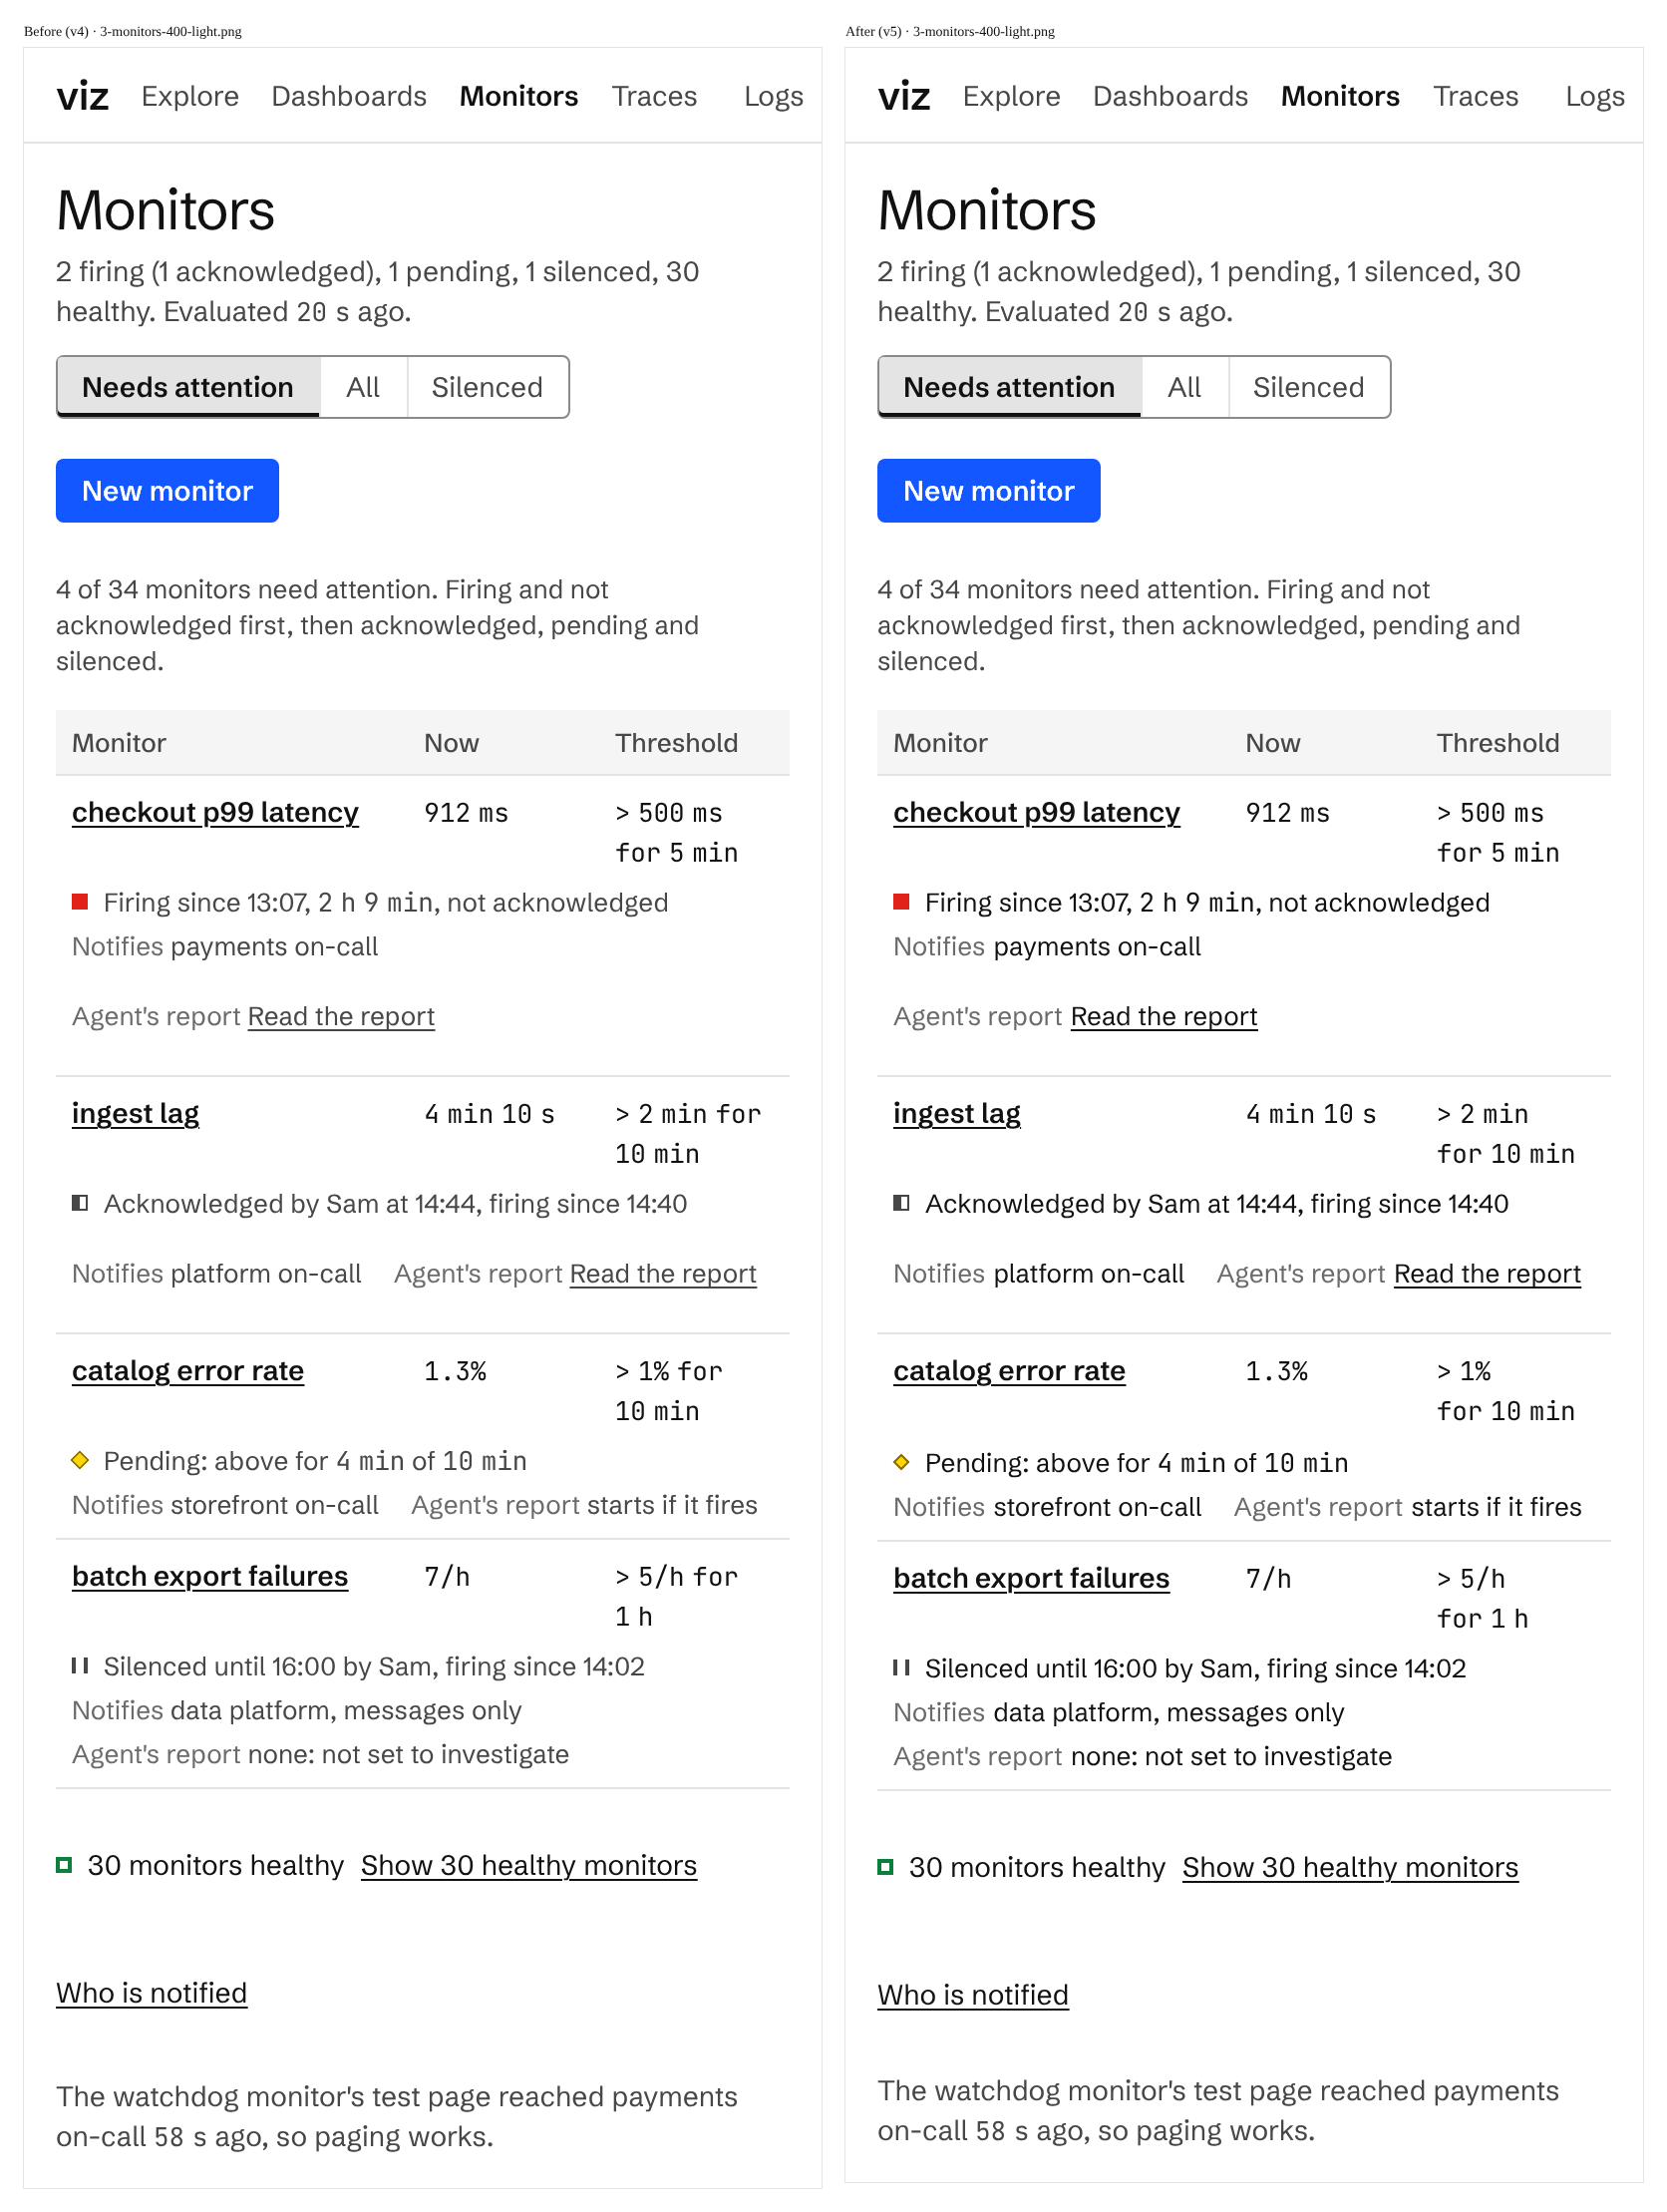 Before (v4) · 3-monitors-400-light.png
viz Explore Dashboards Monitors Traces Logs
Monitors
2 firing (1 acknowledged), 1 pending, 1 silenced, 30
healthy. Evaluated 20 s ago.
Needs attention All Silenced
New monitor
4 of 34 monitors need attention. Firing and not
acknowledged first, then acknowledged, pending and
silenced.
Monitor Now Threshold
checkout p99 latency 912 ms > 500 ms
for 5 min
Firing since 13:07, 2 h 9 min, not acknowledged
Notifies payments on-call
Agent's report Read the report
ingest lag 4 min 10 s > 2 min for
10 min
Acknowledged by Sam at 14:44, firing since 14:40
Notifies platform on-call Agent's report Read the report
catalog error rate 1.3% > 1% for
10 min
Pending: above for 4 min of 10 min
Notifies storefront on-call Agent's report starts if it fires
batch export failures 7/h > 5/h for
1 h
Silenced until 16:00 by Sam, firing since 14:02
Notifies data platform, messages only
Agent's report none: not set to investigate
30 monitors healthy Show 30 healthy monitors
Who is notified
The watchdog monitor's test page reached payments
on-call 58 s ago, so paging works.
After (v5) · 3-monitors-400-light.png
viz Explore Dashboards Monitors Traces Logs
Monitors
2 firing (1 acknowledged), 1 pending, 1 silenced, 30
healthy. Evaluated 20 s ago.
Needs attention All Silenced
New monitor
4 of 34 monitors need attention. Firing and not
acknowledged first, then acknowledged, pending and
silenced.
Monitor Now Threshold
checkout p99 latency 912 ms > 500 ms
for 5 min
Firing since 13:07, 2 h 9 min, not acknowledged
Notifies payments on-call
Agent's report Read the report
ingest lag 4 min 10 s > 2 min
for 10 min
Acknowledged by Sam at 14:44, firing since 14:40
Notifies platform on-call Agent's report Read the report
catalog error rate 1.3% > 1%
for 10 min
Pending: above for 4 min of 10 min
Notifies storefront on-call Agent's report starts if it fires
batch export failures 7/h > 5/h
for 1 h
Silenced until 16:00 by Sam, firing since 14:02
Notifies data platform, messages only
Agent's report none: not set to investigate
30 monitors healthy Show 30 healthy monitors
Who is notified
The watchdog monitor's test page reached payments
on-call 58 s ago, so paging works.